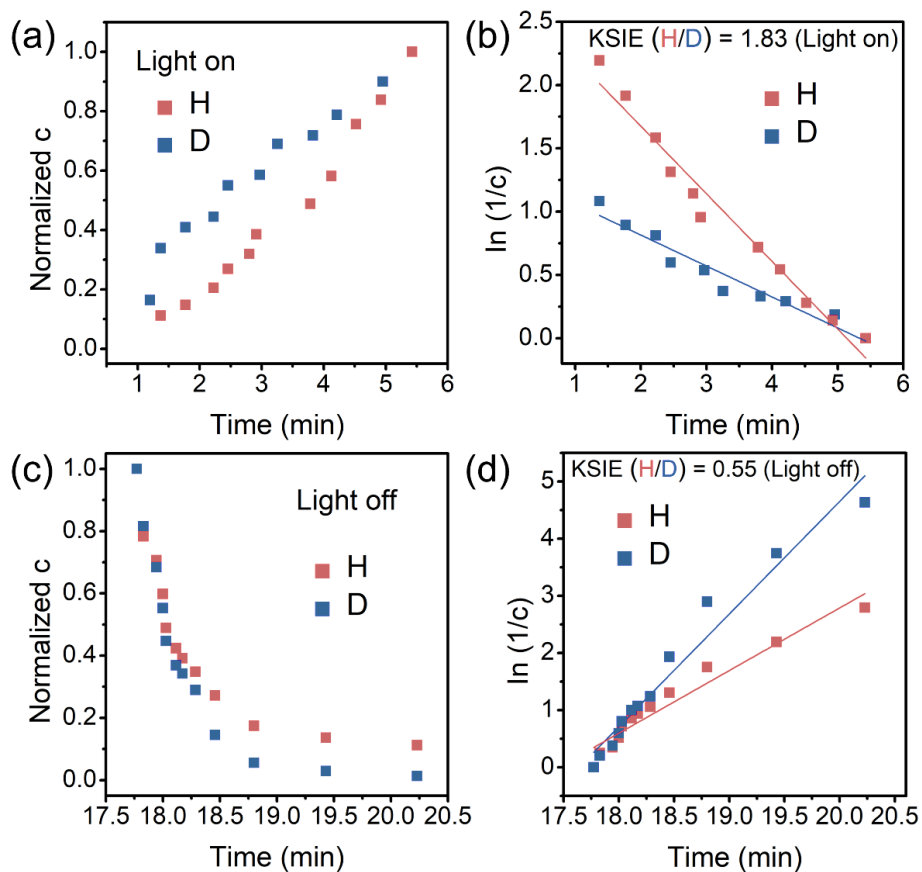 (a)
Light on
H
D
Normalized c
1.0
0.8
0.6
0.4
0.2
0.0
1 2 3 4 5 6
Time (min)
(b)
KSIE (H/D) = 1.83 (Light on)
H
D
ln (1/c)
2.5
2.0
1.5
1.0
0.5
0.0
1 2 3 4 5 6
Time (min)
(c)
Light off
H
D
Normalized c
1.0
0.8
0.6
0.4
0.2
0.0
17.5 18.0 18.5 19.0 19.5 20.0 20.5
Time (min)
(d)
KSIE (H/D) = 0.55 (Light off)
H
D
ln (1/c)
5
4
3
2
1
0
17.5 18.0 18.5 19.0 19.5 20.0 20.5
Time (min)